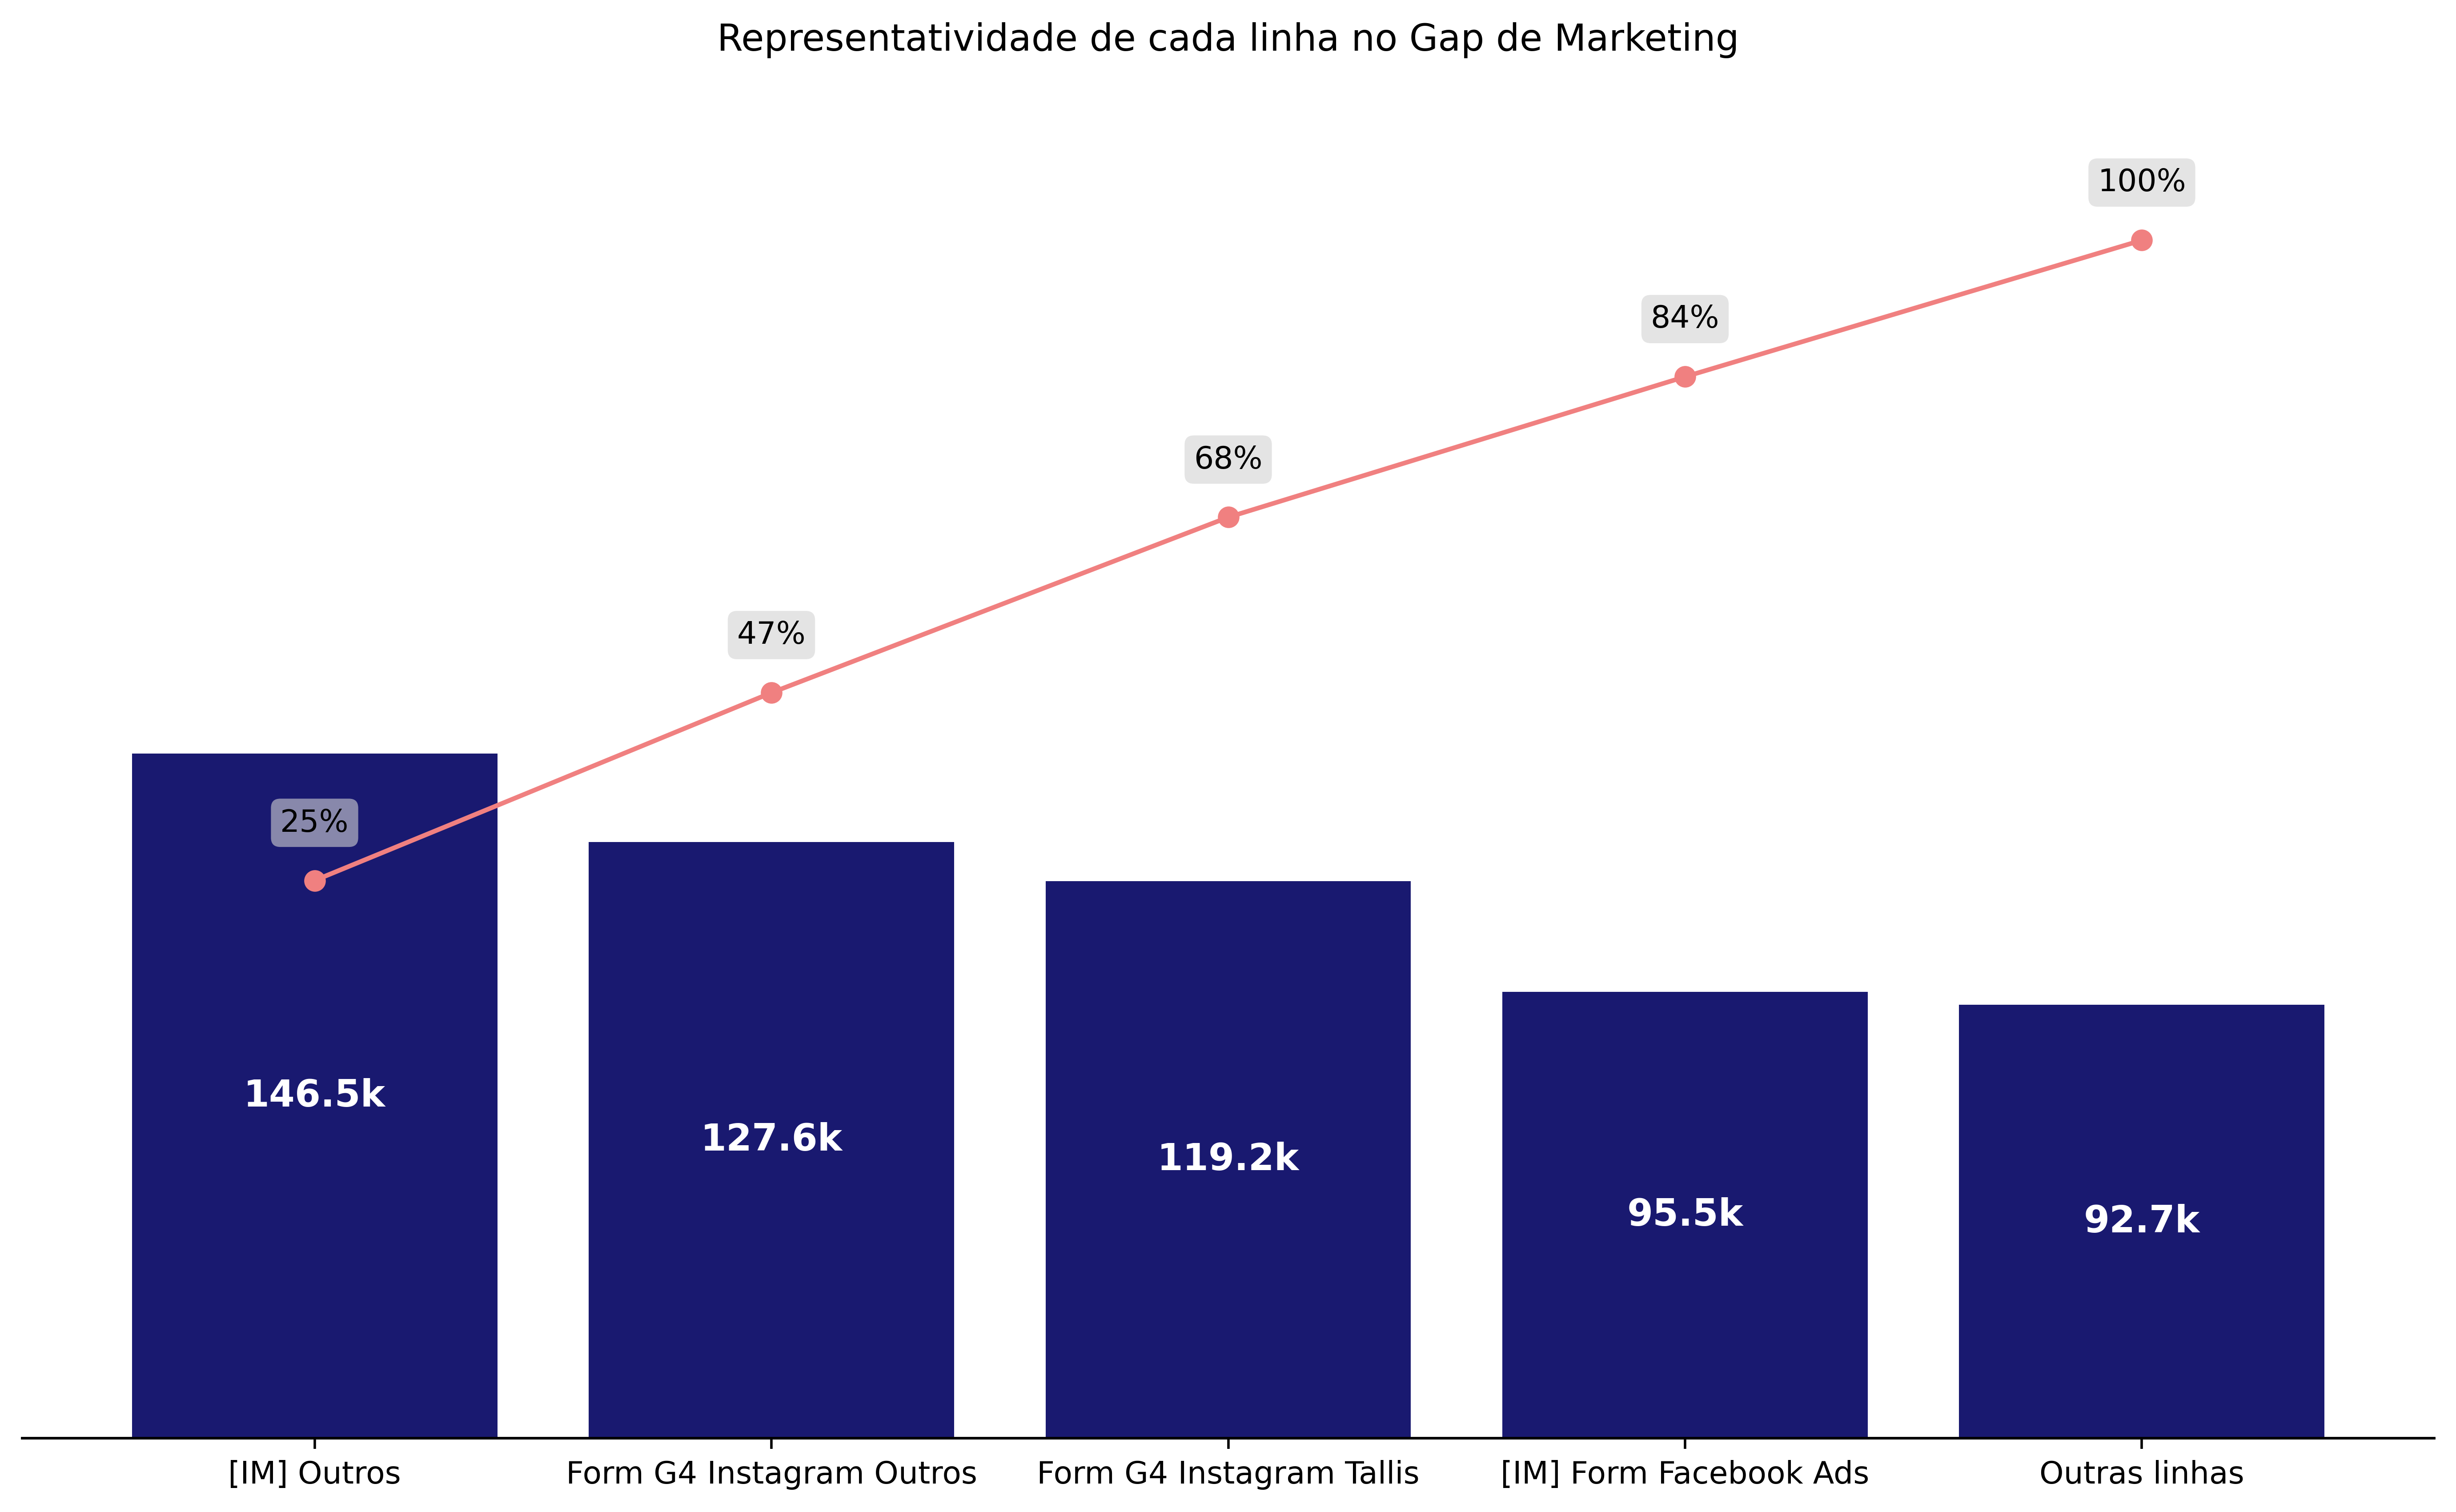 Representatividade de cada linha no Gap de Marketing
100%
84%
68%
47%
25%
146.5k
127.6k
119.2k
95.5k
92.7k
[IM] Outros
Form G4 Instagram Outros
Form G4 Instagram Tallis
[IM] Form Facebook Ads
Outras linhas